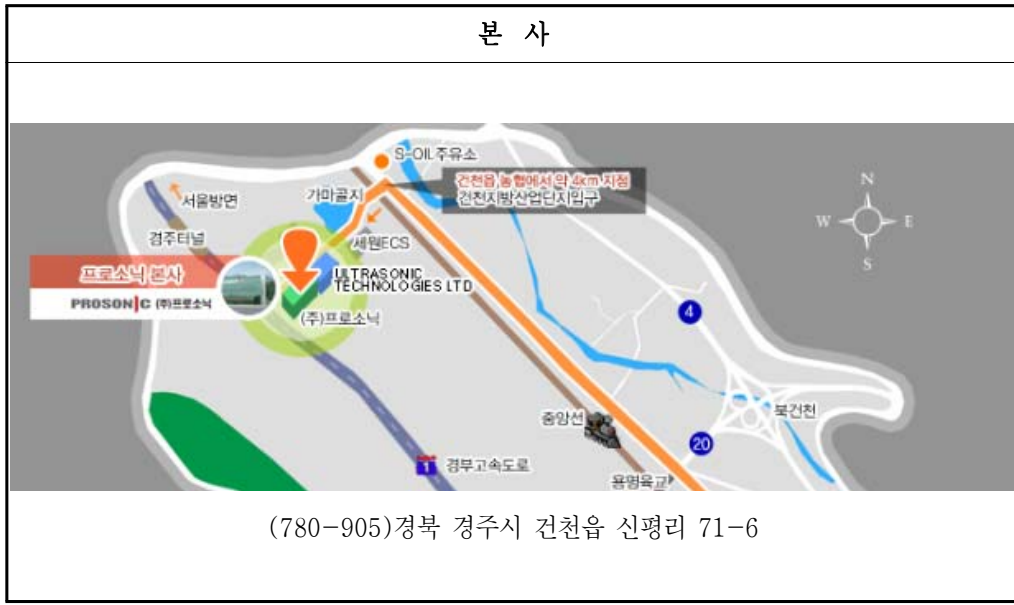 본 사
S-OIL 주유소
건천읍 농협에서 약 4km 지점
건천지방산업단지입구
N
W
E
S
서울방면
가마골지
경주터널
세원ECS
프로소닉 본사
PROSONIC (주)프로소닉
ULTRASONIC
TECHNOLOGIES LTD
(주)프로소닉
4
북건천
중앙선
20
1
경부고속도로
용명육교
(780-905)경북 경주시 건천읍 신평리 71-6